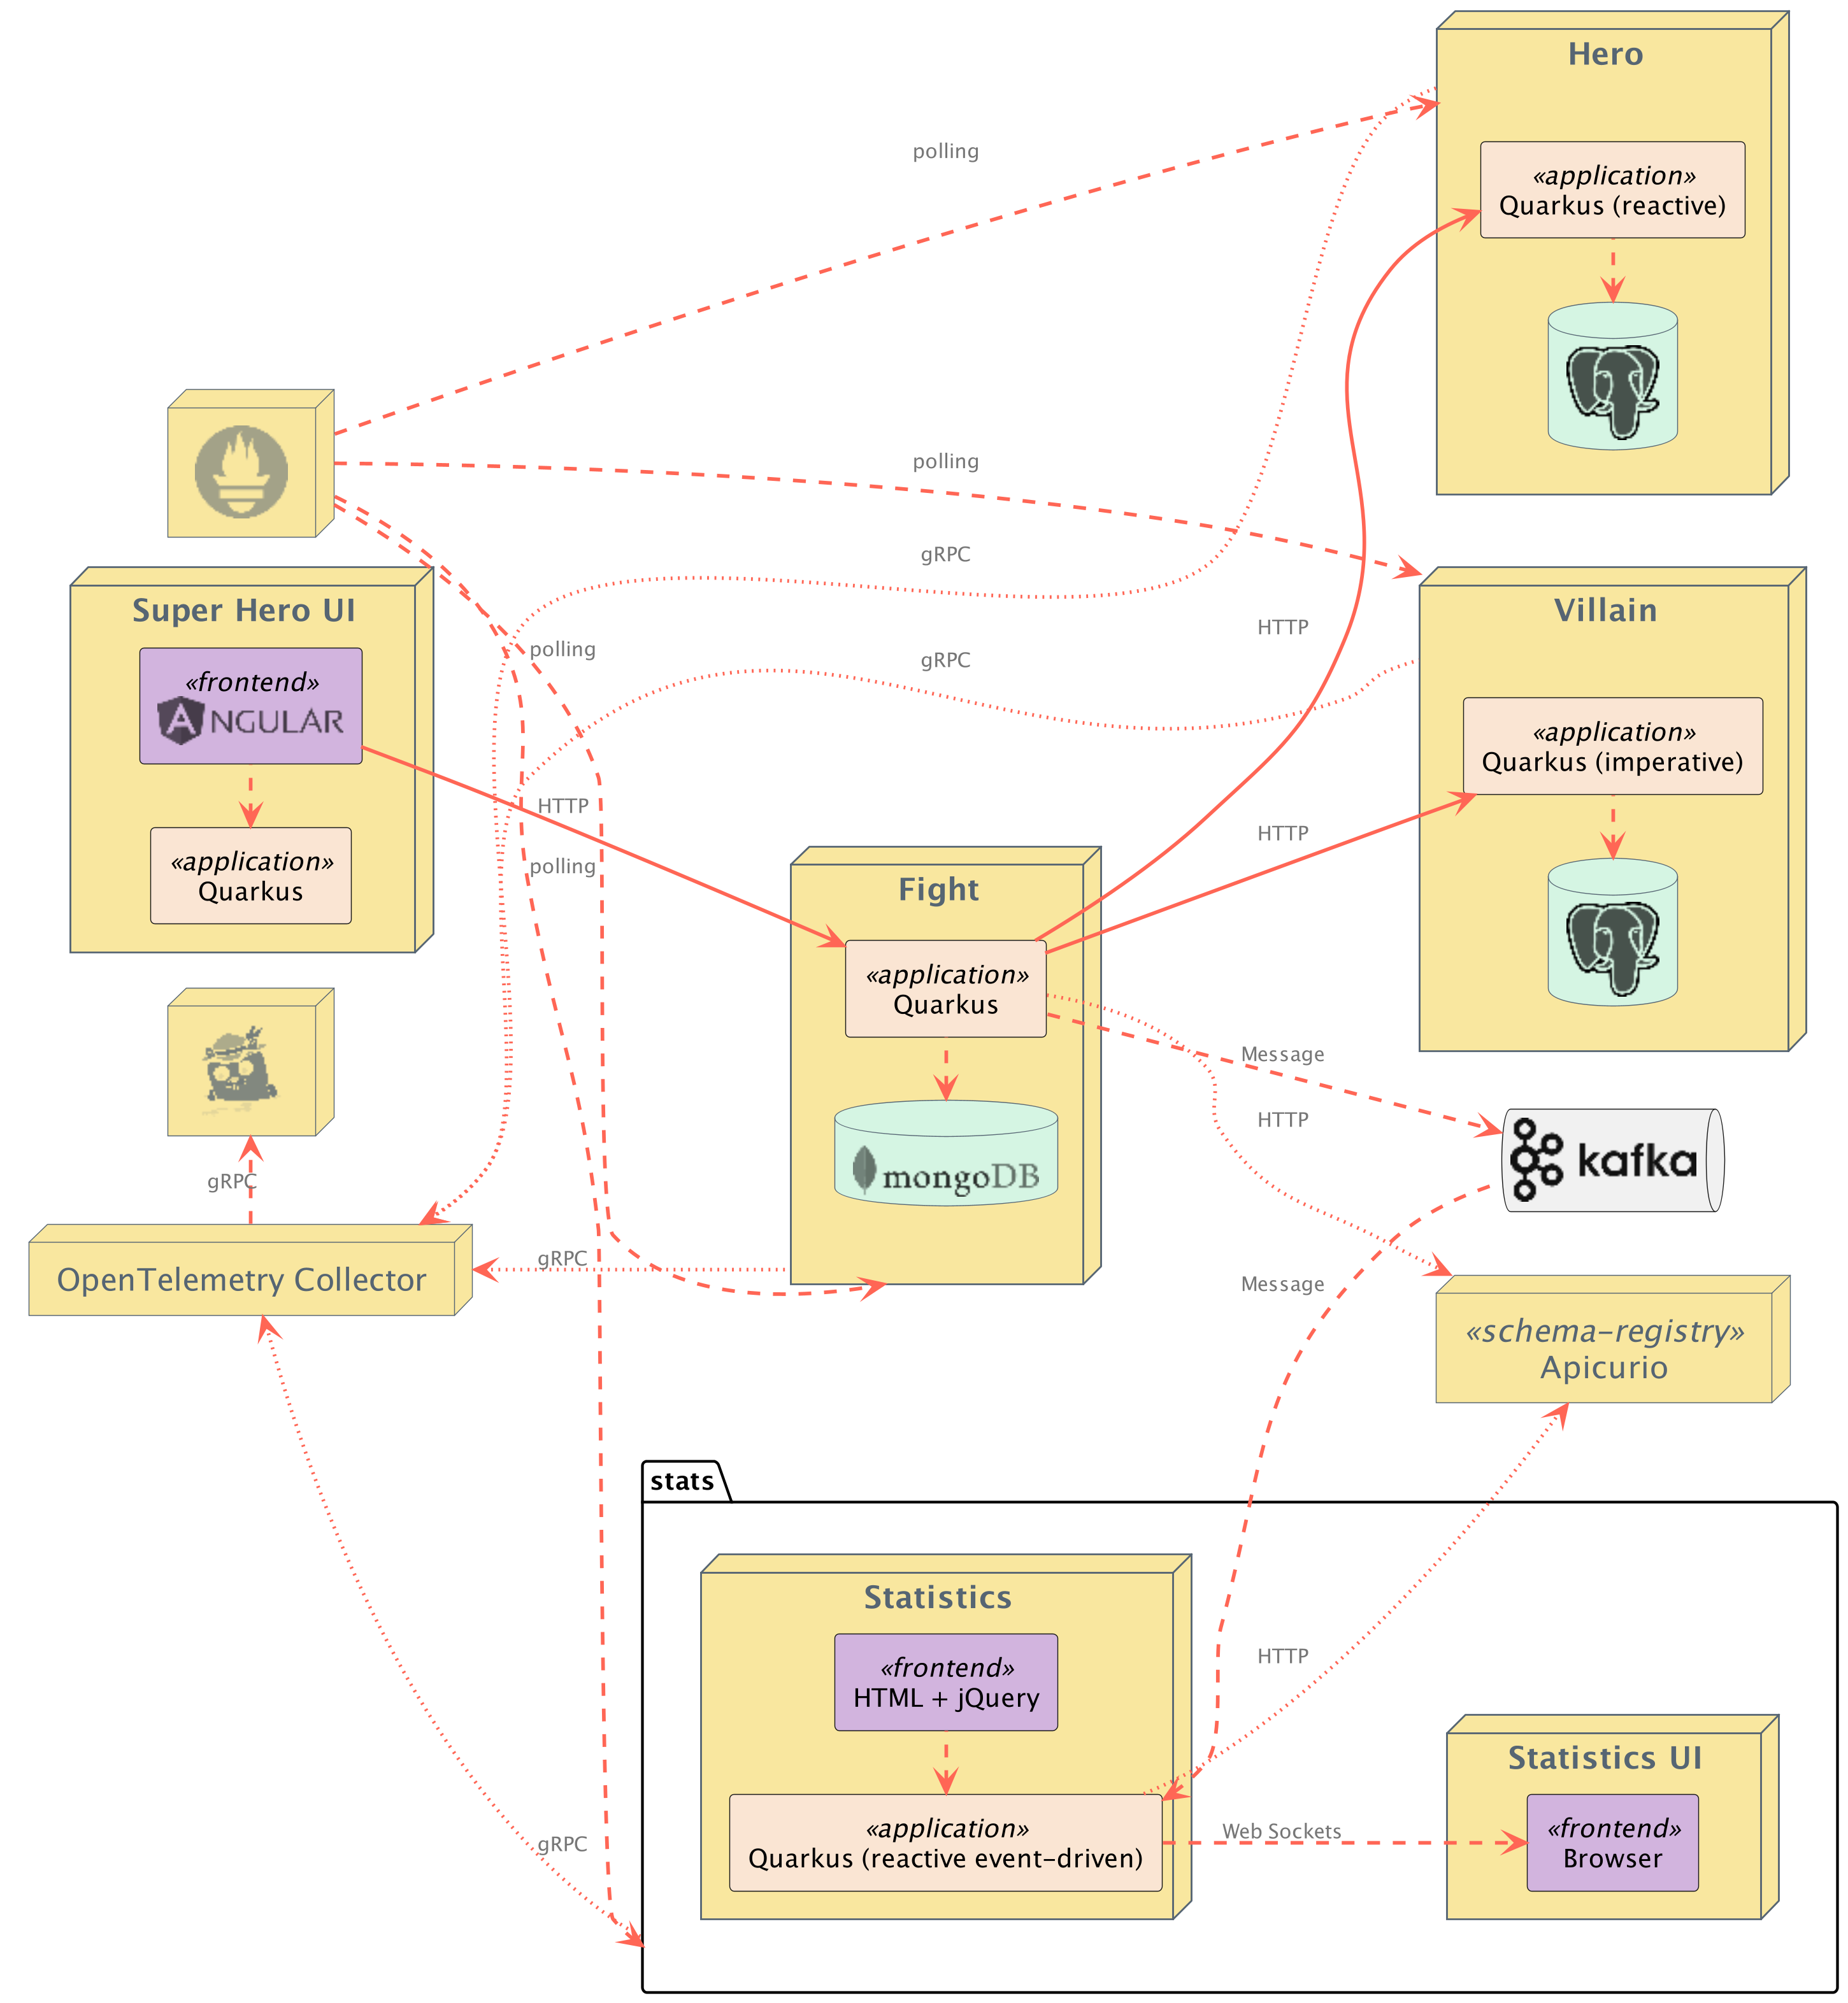 Hero
«application»
Quarkus (reactive)
polling
polling
gRPC
Super Hero UI
«frontend»
ANGULAR
«application»
Quarkus
polling
gRPC
HTTP
Villain
«application»
Quarkus (imperative)
HTTP
polling
HTTP
Fight
«application»
Quarkus
mongoDB
Message
HTTP
kafka
gRPC
OpenTelemetry Collector
gRPC
Message
«schema-registry»
Apicurio
stats
Statistics
«frontend»
HTML + jQuery
«application»
Quarkus (reactive event-driven)
HTTP
Web Sockets
Statistics UI
«frontend»
Browser
gRPC